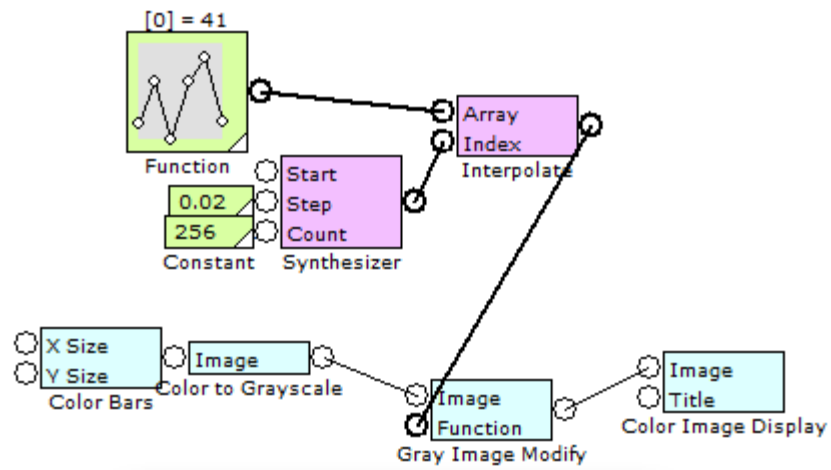 [0] = 41
Function
Array
Index
Interpolate
Start
Step
Count
0.02
256
Constant
Synthesizer
X Size
Y Size
Color Bars
Image
Color to Grayscale
Image
Function
Gray Image Modify
Image
Title
Color Image Display